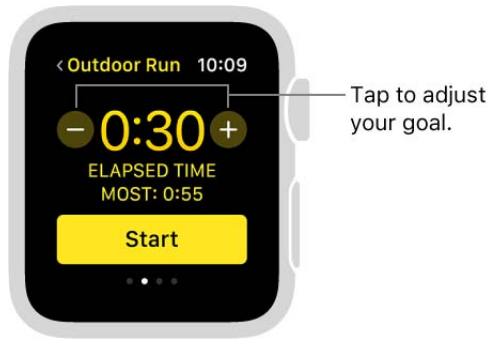 <Outdoor Run 10:09
− 0:30 +
ELAPSED TIME
MOST: 0:55
Start
Tap to adjust
your goal.